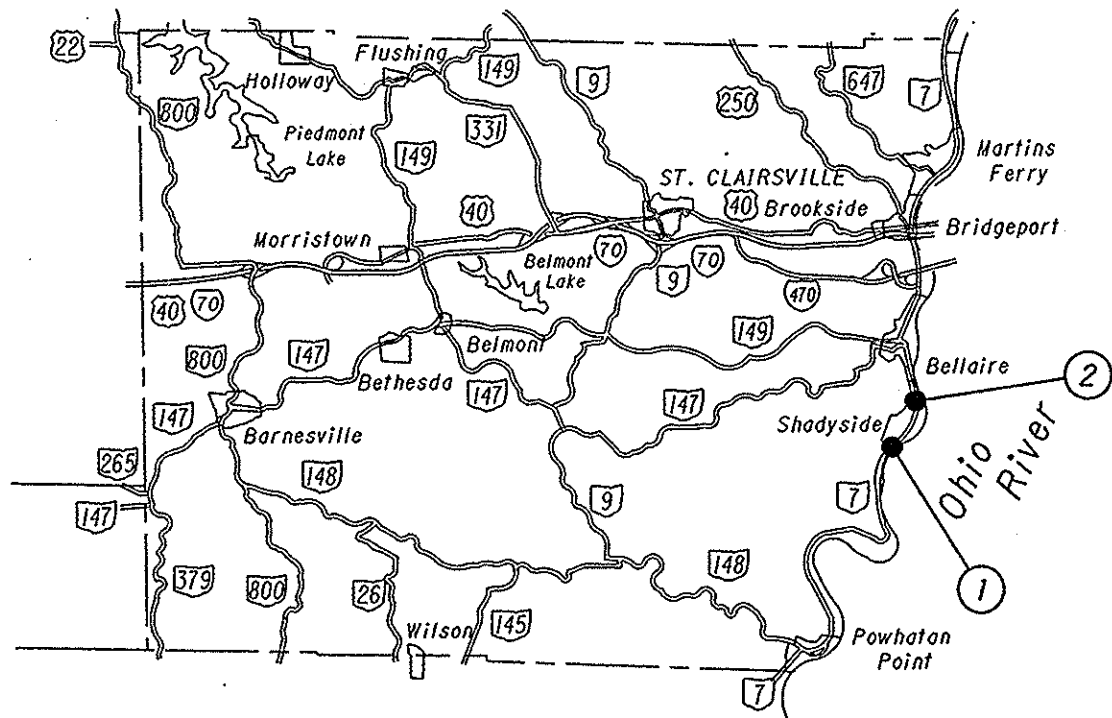 22
Flushing
149
9
647
7
Holloway
250
800
331
Piedmont
Lake
149
Martins
Ferry
ST. CLAIRSVILLE
40
40
Brookside
Bridgeport
Morristown
70
Belmont
Lake
9
70
470
40
70
149
800
147
Belmont
Bellaire
2
Bethesda
147
147
Shadyside
147
Barnesville
265
148
Ohio
River
147
9
7
148
1
379
800
26
145
Wilson
Powhatan
Point
7